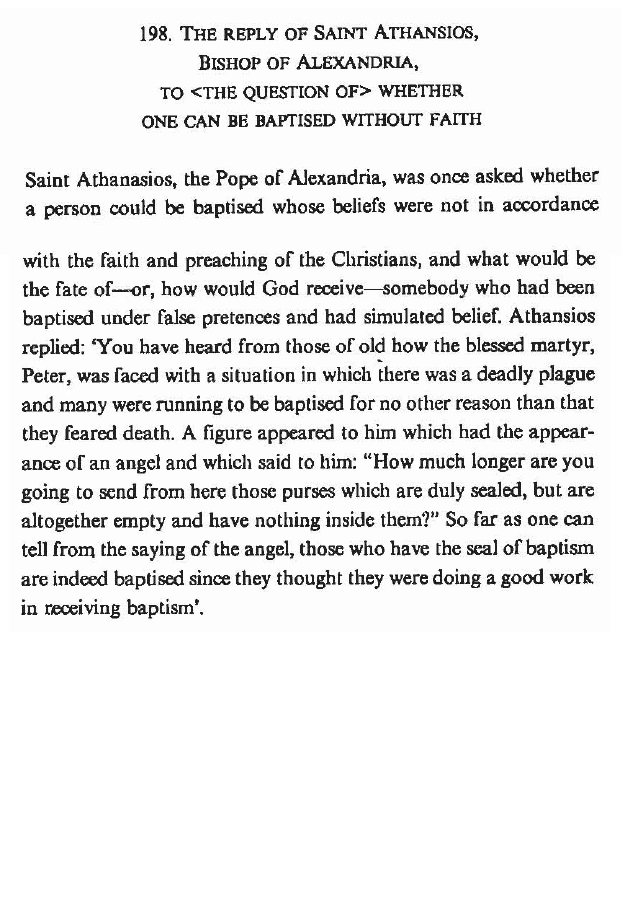 198. THE REPLY OF SAINT ATHANSIOS,
BISHOP OF ALEXANDRIA,
TO <THE QUESTION OF> WHETHER
ONE CAN BE BAPTISED WITHOUT FAITH
Saint Athanasios, the Pope of Alexandria, was once asked whether
a person could be baptised whose beliefs were not in accordance
with the faith and preaching of the Christians, and what would be
the fate of—or, how would God receive—somebody who had been
baptised under false pretences and had simulated belief. Athansios
replied: ‘You have heard from those of old how the blessed martyr,
Peter, was faced with a situation in which there was a deadly plague
and many were running to be baptised for no other reason than that
they feared death. A figure appeared to him which had the appear-
ance of an angel and which said to him: “How much longer are you
going to send from here those purses which are duly sealed, but are
altogether empty and have nothing inside them?” So far as one can
tell from the saying of the angel, those who have the seal of baptism
are indeed baptised since they thought they were doing a good work
in receiving baptism’.